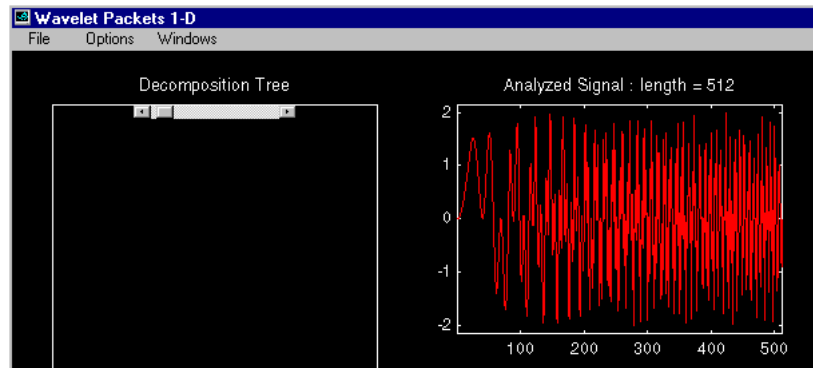 Wavelet Packets 1-D
File Options Windows
Decomposition Tree
Analyzed Signal : length = 512
2
1
0
-1
-2
100 200 300 400 500